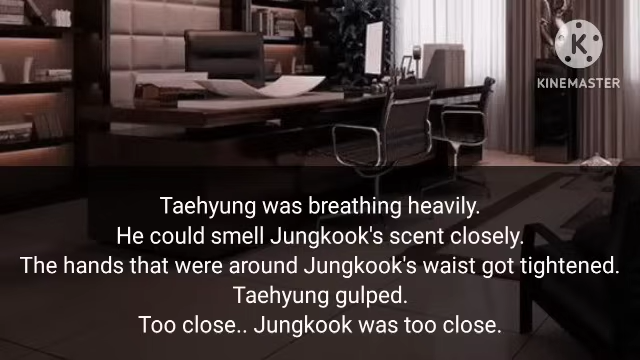 K
KINEMASTER
Taehyung was breathing heavily.
He could smell Jungkook's scent closely.
The hands that were around Jungkook's waist got tightened.
Taehyung gulped.
Too close.. Jungkook was too close.